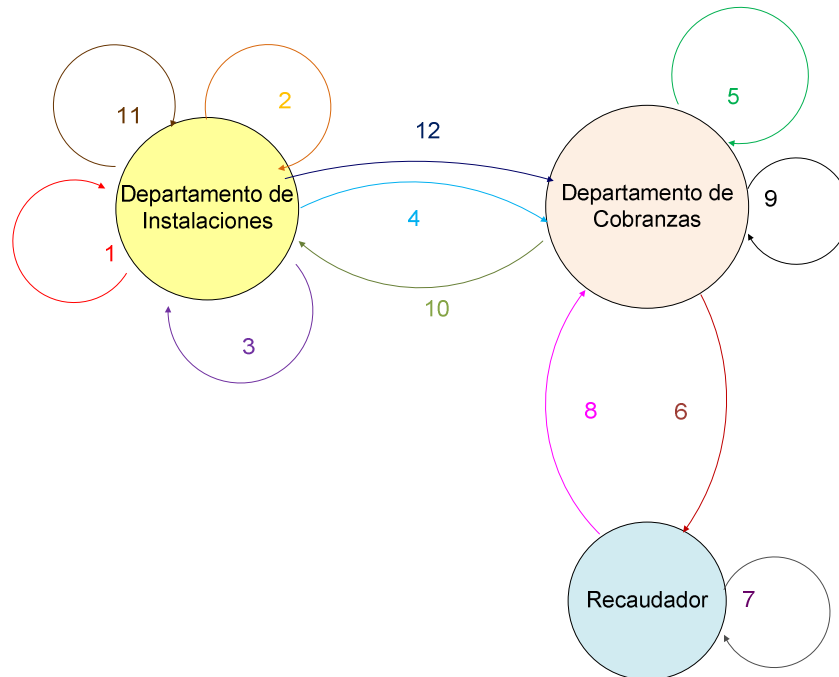 11
2
5
12
Departamento de
Instalaciones
Departamento de
Cobranzas
9
4
1
10
3
8
6
Recaudador
7